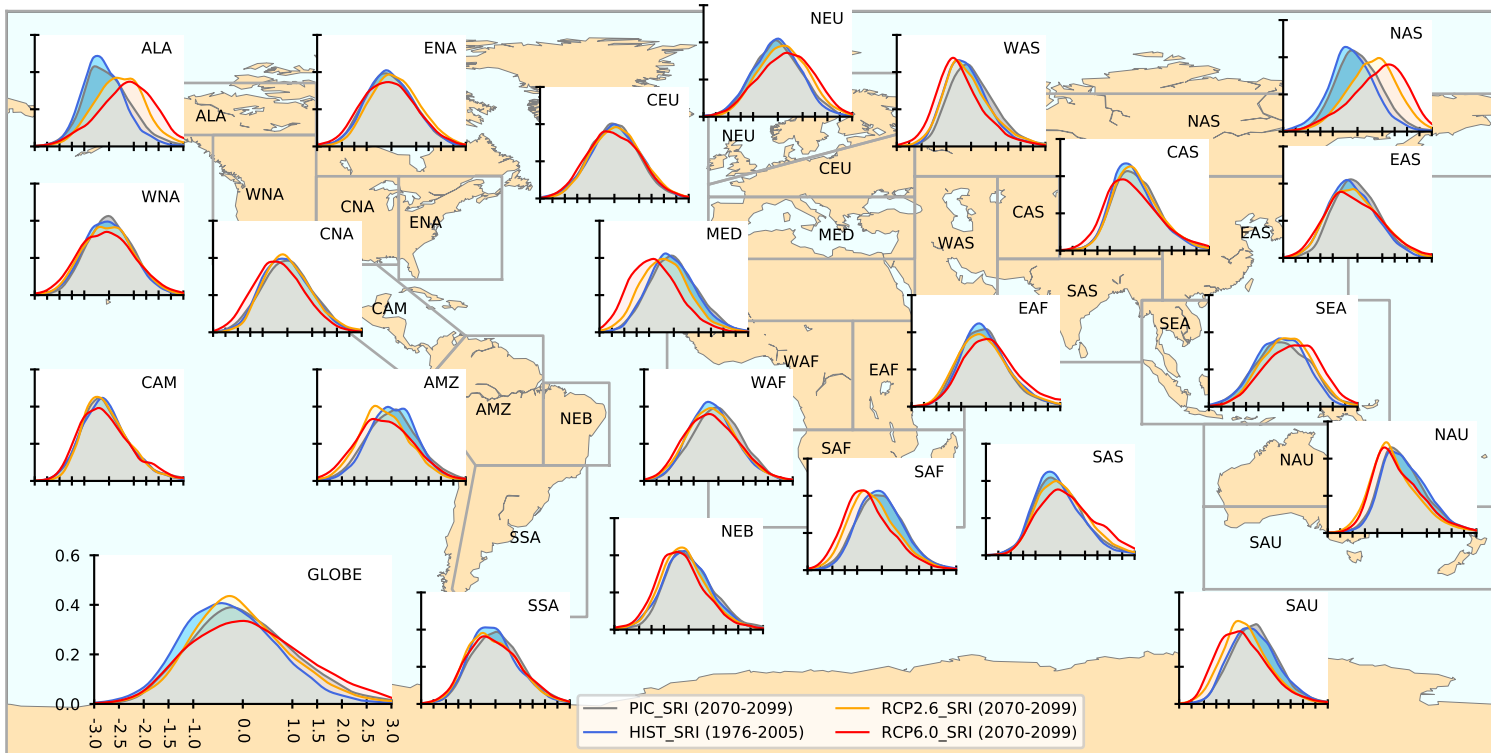 NEU
ALA
ENA
WAS
NAS
CEU
ALA
NAS
NEU
CAS
EAS
CEU
WNA
WNA
CNA
CAS
ENA
CNA
MED
MED
WAS
EAS
SAS
CAM
EAF
SEA
SEA
WAF
EAF
CAM
AMZ
WAF
AMZ
NEB
NAU
SAF
SAS
NAU
SAF
NEB
SSA
SAU
0.6
GLOBE
0.4
SSA
SAU
0.2
0.0
-3.0
-2.5
-2.0
-1.5
-1.0
-0.5
0.0
0.5
1.0
1.5
2.0
2.5
3.0
PIC_SRI (2070-2099)
RCP2.6_SRI (2070-2099)
HIST_SRI (1976-2005)
RCP6.0_SRI (2070-2099)